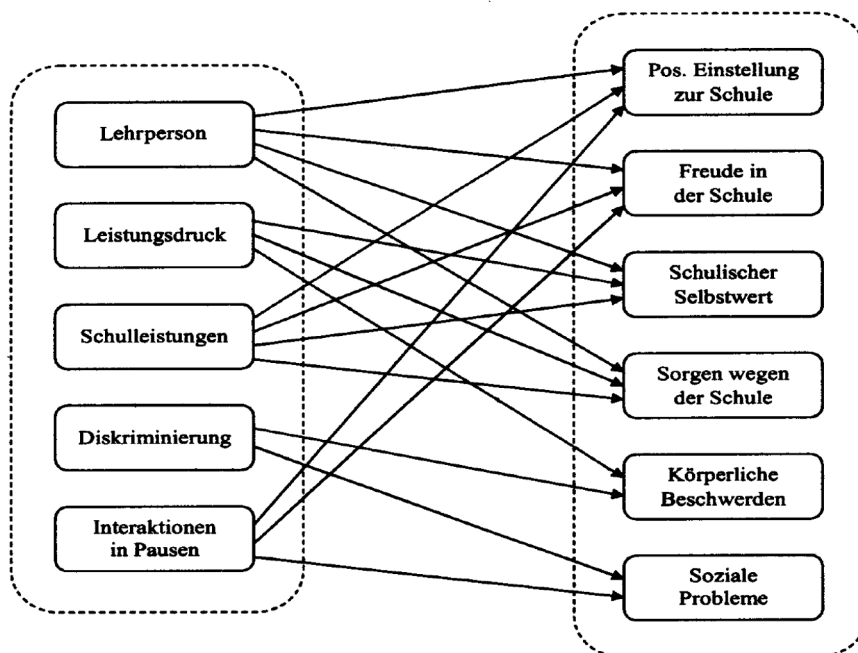 Lehrperson
Leistungsdruck
Schulleistungen
Diskriminierung
Interaktionen
in Pausen
Pos. Einstellung
zur Schule
Freude in
der Schule
Schulischer
Selbstwert
Sorgen wegen
der Schule
Körperliche
Beschwerden
Soziale
Probleme